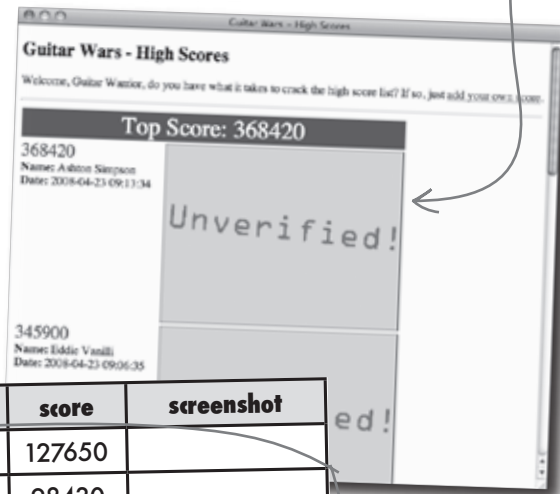 Guitar Wars - High Scores
Guitar Wars - High Scores
Welcome, Guitar Warrior, do you have what it takes to crack the high score list? If so, just add your own score.
Top Score: 368420
368420
Name: Ashton Simpson
Date: 2008-04-23 09:13:34
Unverified!
345900
Name: Eddie Vanilli
Date: 2008-04-23 09:06:35
ed!
score screenshot
127650
98430